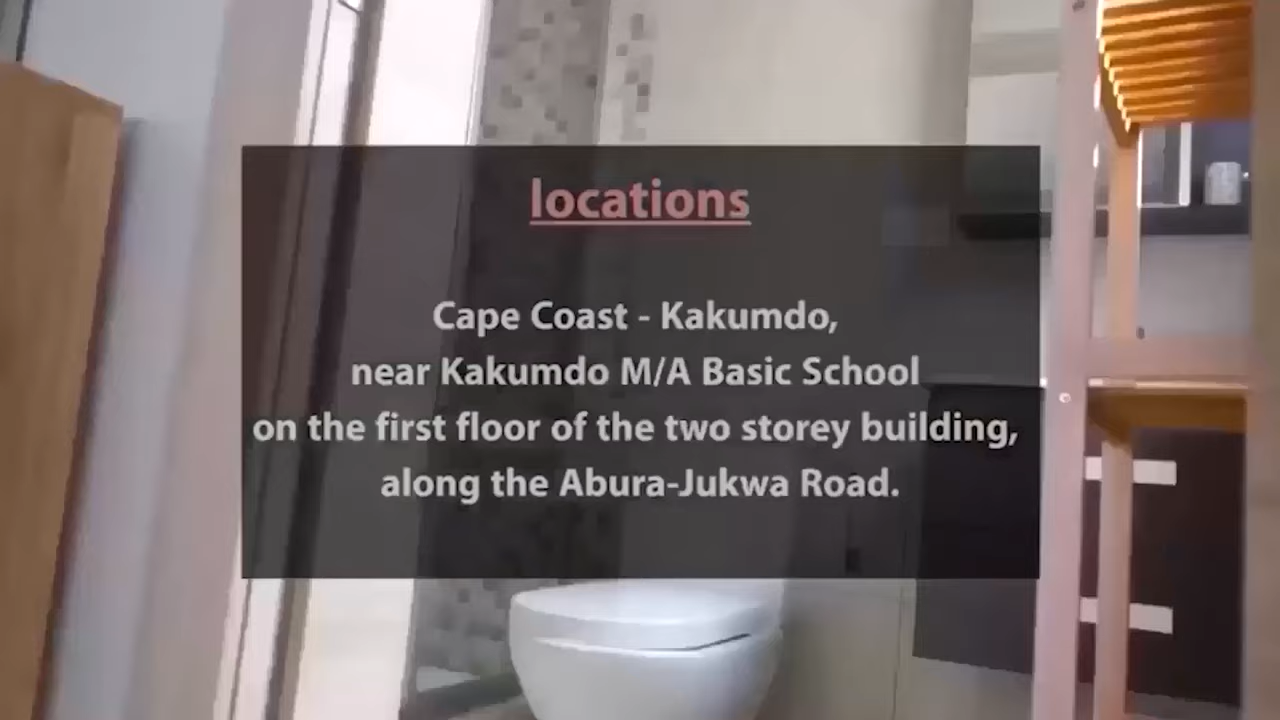 locations
Cape Coast - Kakumdo,
near Kakumdo M/A Basic School
on the first floor of the two storey building,
along the Abura-Jukwa Road.